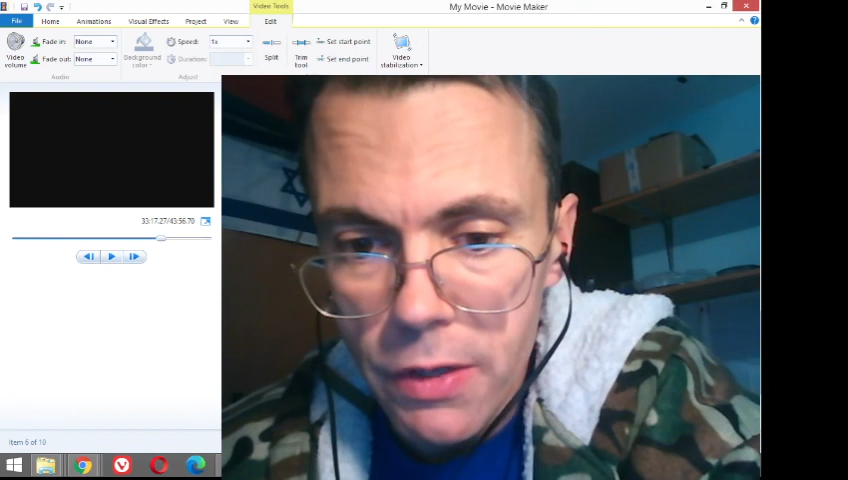 Video Tools
My Movie - Movie Maker
File Home Animations Visual Effects Project View Edit
Video volume
Fade in: None
Fade out: None
Audio
Background color
Speed: 1x
Duration:
Adjust
Split
Trim tool
Set start point
Set end point
Video stabilization
33:17.27/43:56.70
Item 6 of 10